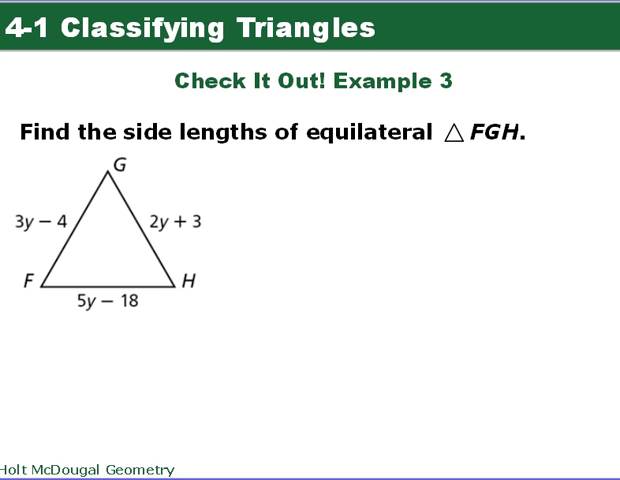 4-1 Classifying Triangles
Check It Out! Example 3
Find the side lengths of equilateral △FGH.
G
3y – 4
2y + 3
F
H
5y – 18
Holt McDougal Geometry